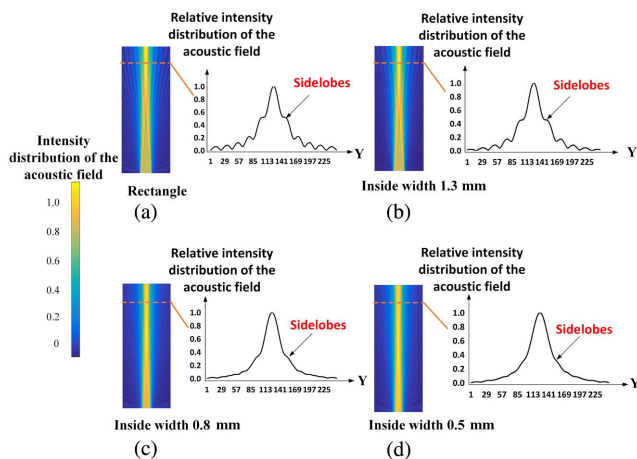 Relative intensity
distribution of the
acoustic field
Sidelobes
1.0
0.8
0.6
0.4
0.2
0.0
1 29 57 85 113 141 169 197 225
Y
Rectangle
(a)
Relative intensity
distribution of the
acoustic field
Sidelobes
1.0
0.8
0.6
0.4
0.2
0.0
1 29 57 85 113 141 169 197 225
Y
Inside width 1.3 mm
(b)
Intensity
distribution of the
acoustic field
1.0
0.8
0.6
0.4
0.2
0
Relative intensity
distribution of the
acoustic field
Sidelobes
1.0
0.8
0.6
0.4
0.2
0.0
1 29 57 85 113 141 169 197 225
Y
Inside width 0.8 mm
(c)
Relative intensity
distribution of the
acoustic field
Sidelobes
1.0
0.8
0.6
0.4
0.2
0.0
1 29 57 85 113 141 169 197 225
Y
Inside width 0.5 mm
(d)